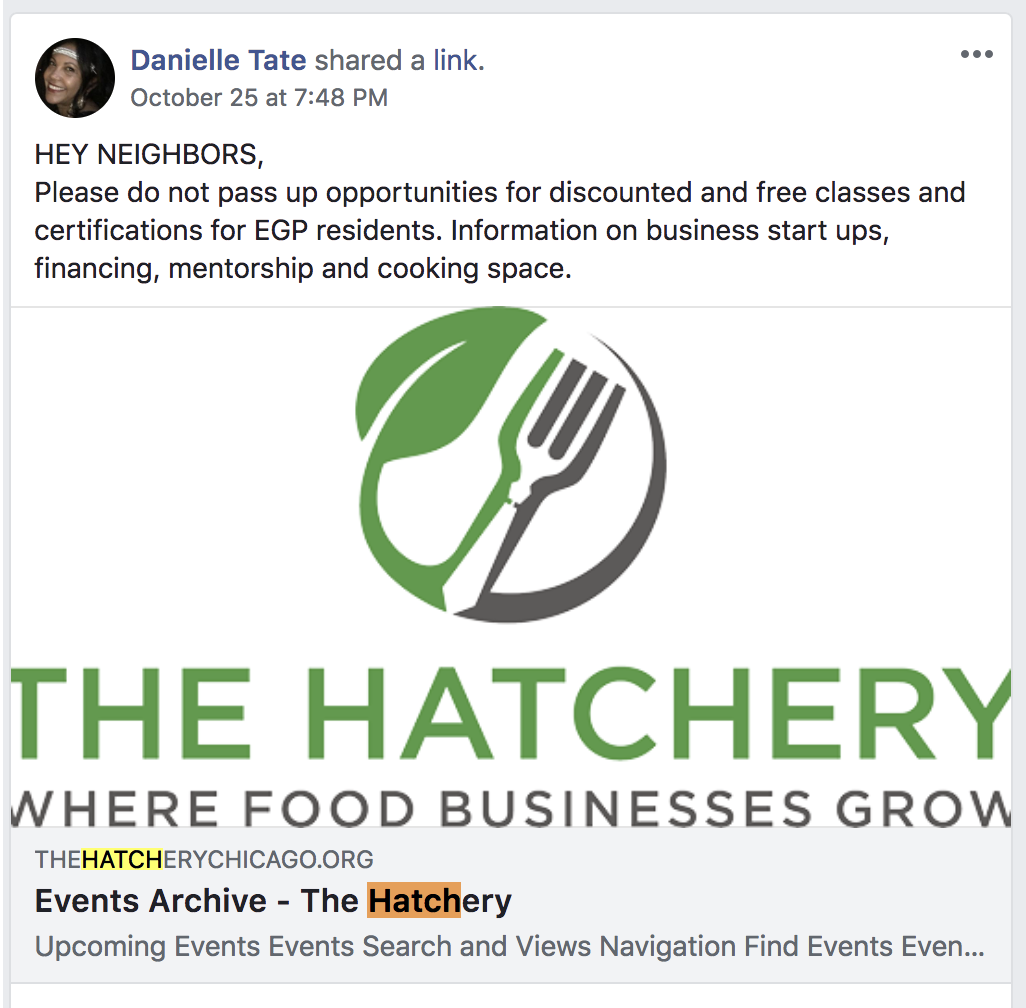 Danielle Tate shared a link.
October 25 at 7:48 PM
HEY NEIGHBORS,
Please do not pass up opportunities for discounted and free classes and
certifications for EGP residents. Information on business start ups,
financing, mentorship and cooking space.
THE HATCHERY
WHERE FOOD BUSINESSES GROW
THEHATCHERYCHICAGO.ORG
Events Archive - The Hatchery
Upcoming Events Events Search and Views Navigation Find Events Even...